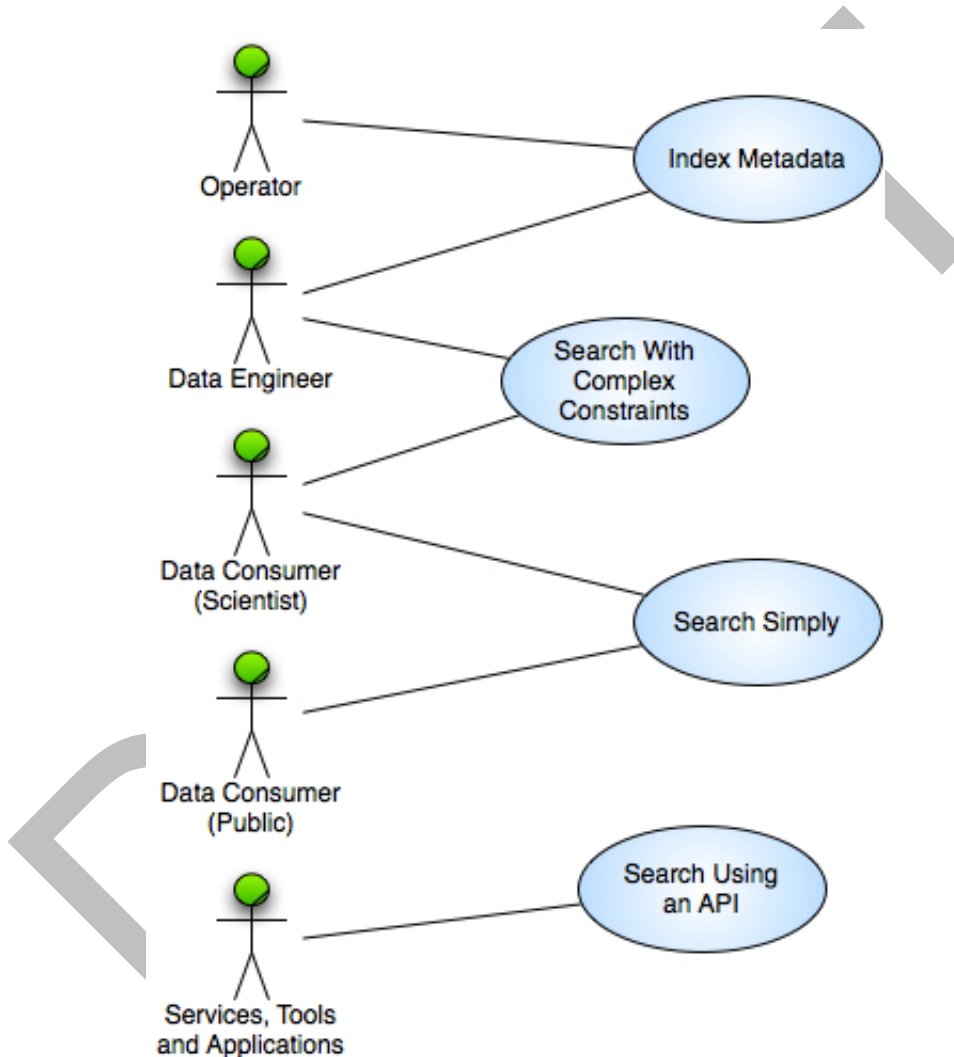 Operator
Index Metadata
Data Engineer
Search With
Complex
Constraints
Data Consumer
(Scientist)
Search Simply
Data Consumer
(Public)
Search Using
an API
Services, Tools
and Applications